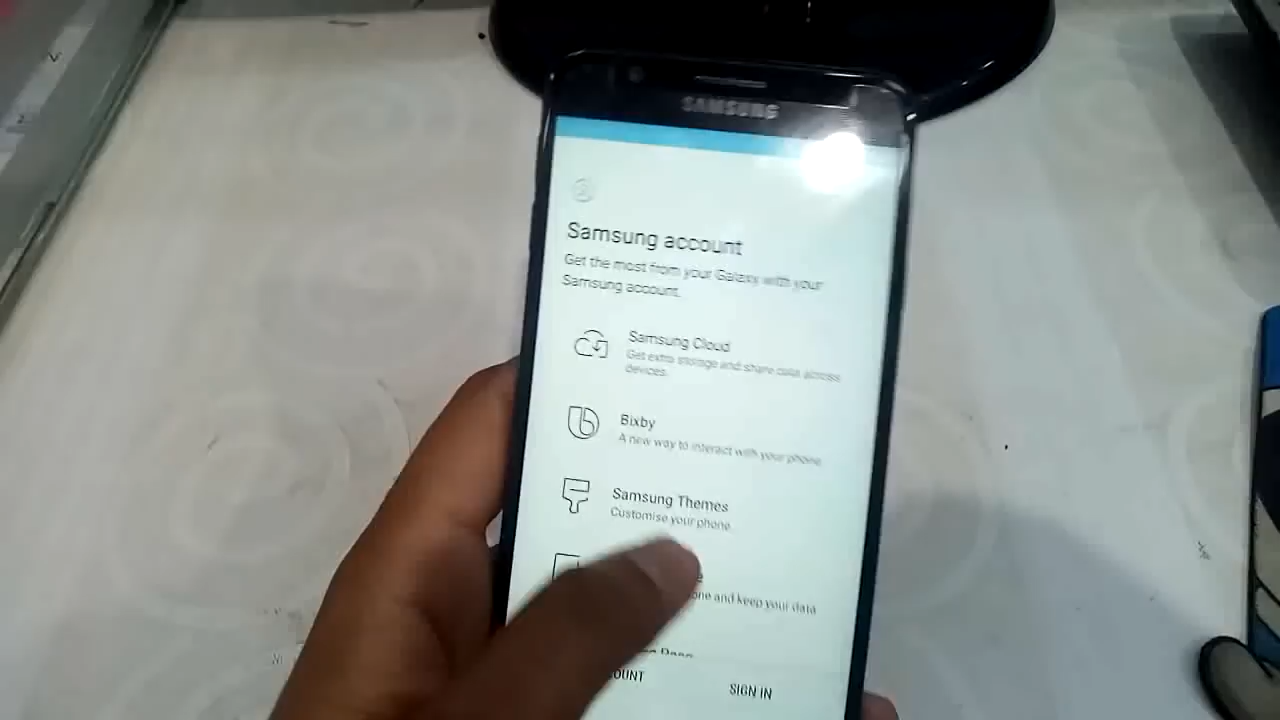 SAMSUNG
Samsung account
Get the most from your Galaxy with your
Samsung account.
Samsung Cloud
Get extra storage and share data across
devices.
Bixby
A new way to interact with your phone.
Samsung Themes
Customise your phone.
and keep your data
SIGN IN